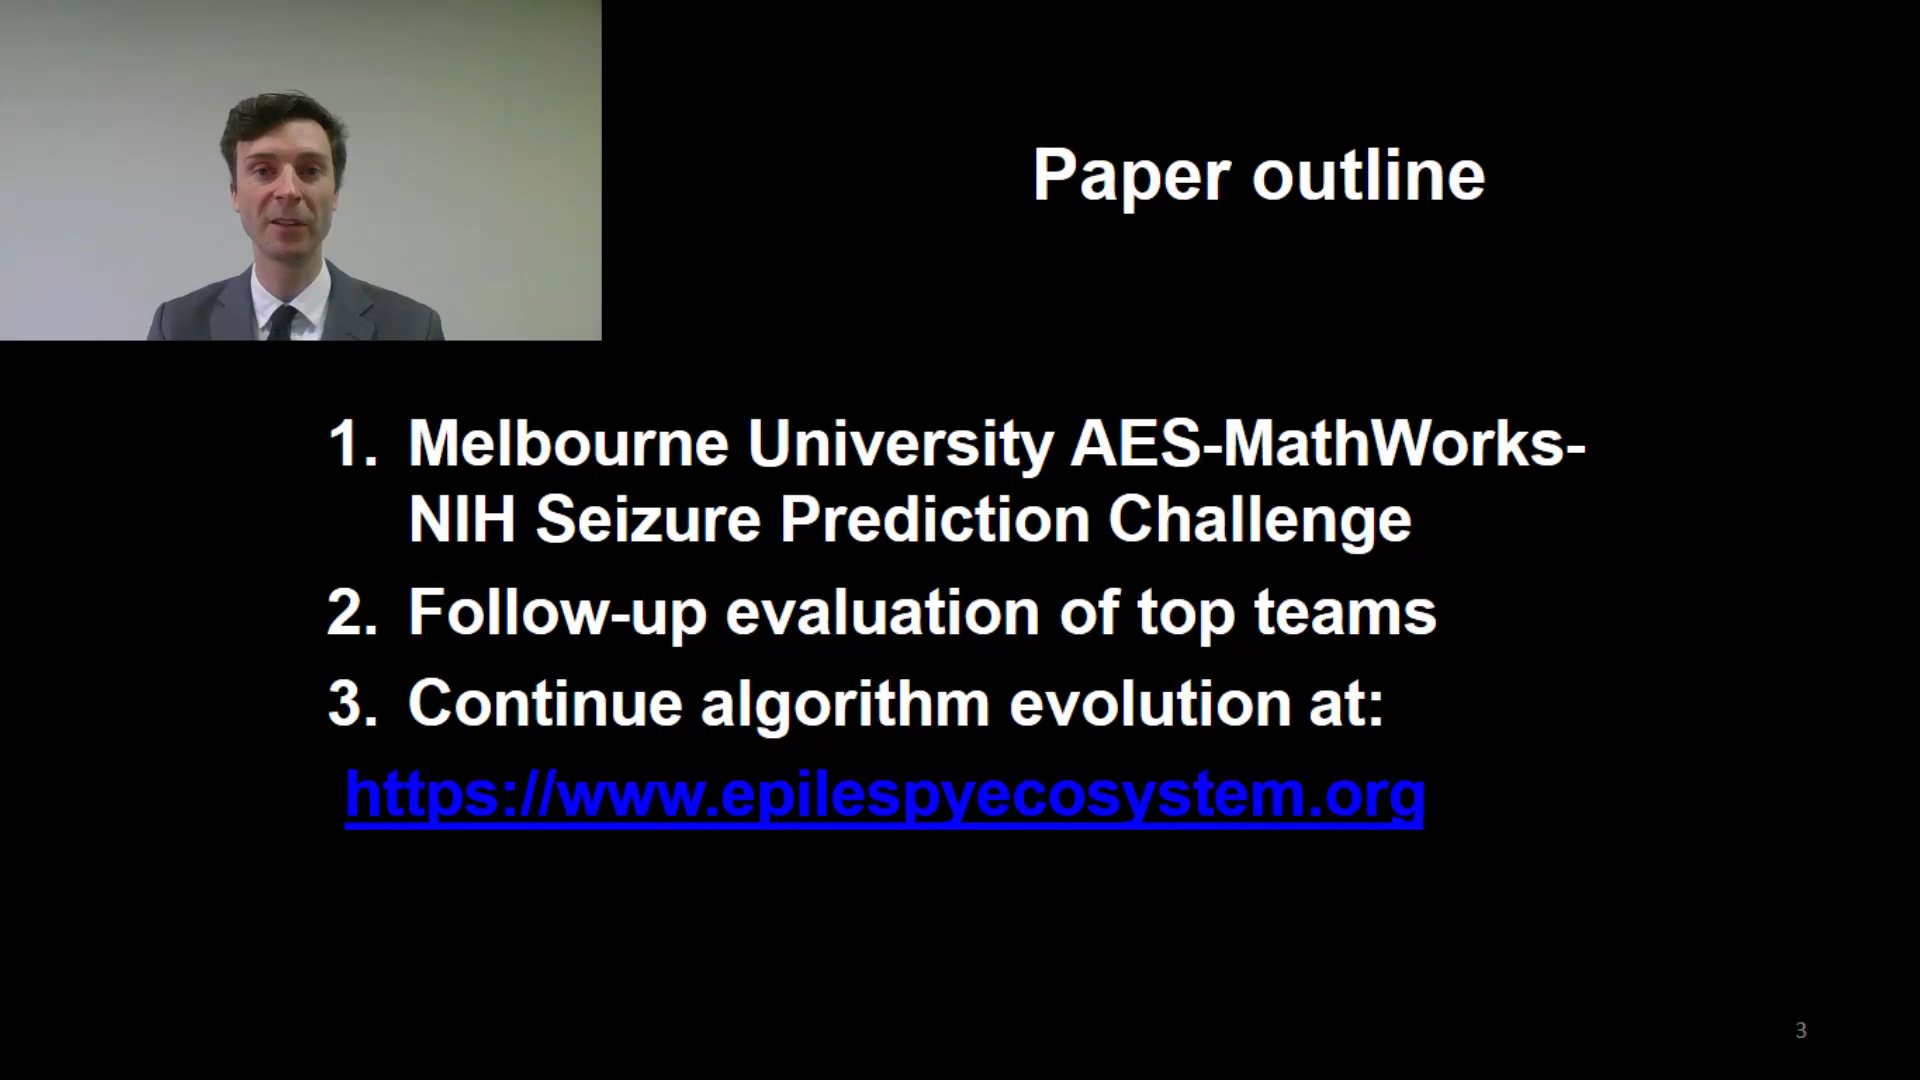 Paper outline
1. Melbourne University AES-MathWorks-
NIH Seizure Prediction Challenge
2. Follow-up evaluation of top teams
3. Continue algorithm evolution at:
https://www.epilespyecosystem.org
3